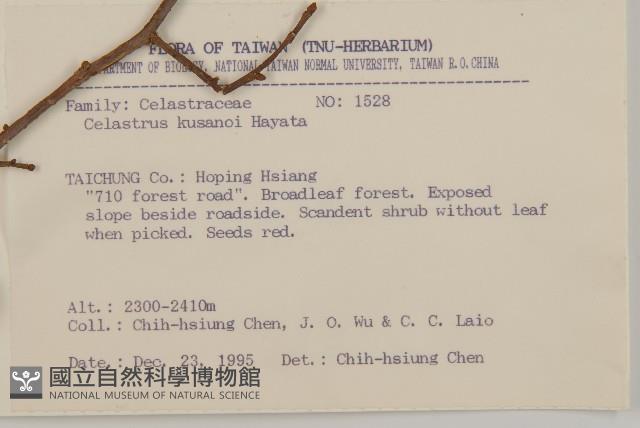 FLORA OF TAIWAN (TNU-HERBARIUM)
DEPARTMENT OF BIOLOGY, NATIONAL TAIWAN NORMAL UNIVERSITY, TAIWAN R.O.CHINA
Family: Celastraceae NO: 1528
Celastrus kusanoi Hayata
TAICHUNG Co.: Hoping Hsiang
"710 forest road". Broadleaf forest. Exposed
slope beside roadside. Scandent shrub without leaf
when picked. Seeds red.
Alt.: 2300-2410m
Coll.: Chih-hsiung Chen, J. O. Wu & C. C. Laio
Date.: Dec. 23, 1995 Det.: Chih-hsiung Chen
國立自然科學博物館
NATIONAL MUSEUM OF NATURAL SCIENCE